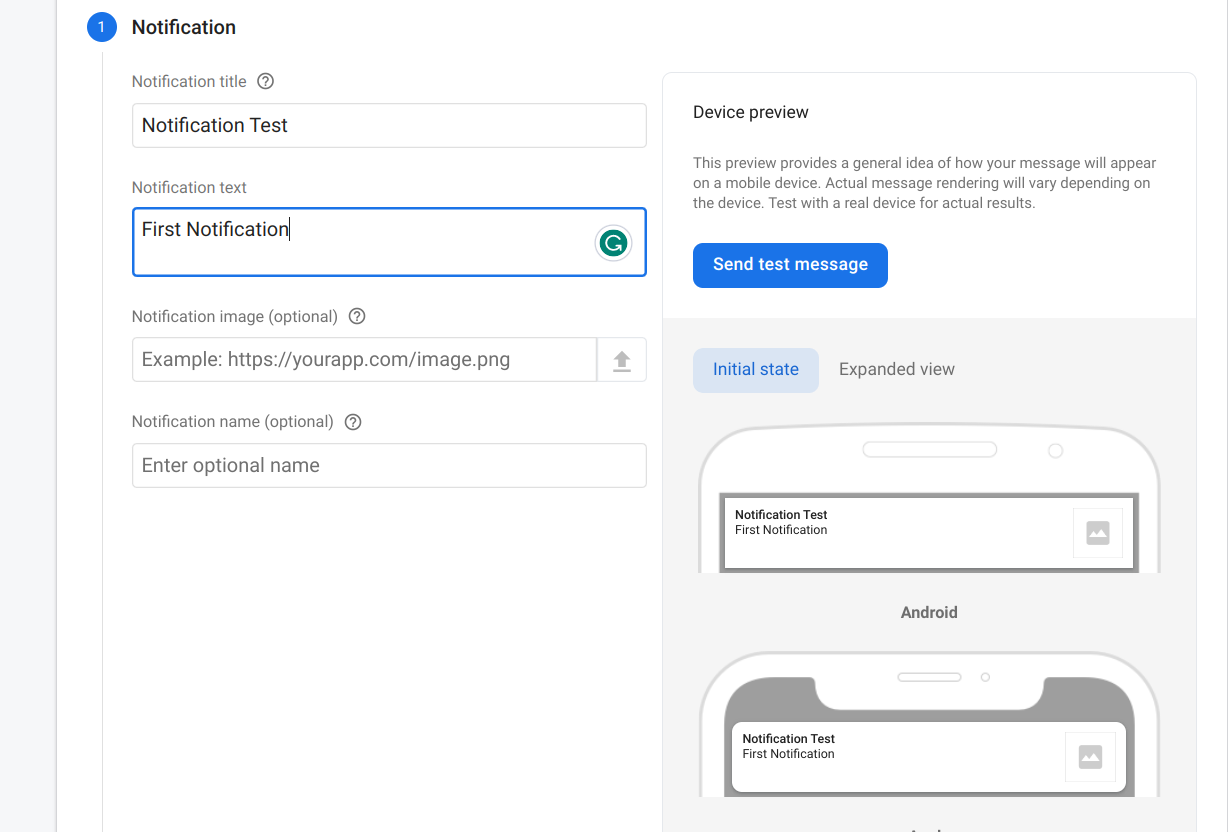 1 Notification
Notification title
Notification Test
Notification text
First Notification
Notification image (optional)
Example: https://yourapp.com/image.png
Notification name (optional)
Enter optional name
Device preview
This preview provides a general idea of how your message will appear
on a mobile device. Actual message rendering will vary depending on
the device. Test with a real device for actual results.
Send test message
Initial state Expanded view
Notification Test
First Notification
Android
Notification Test
First Notification